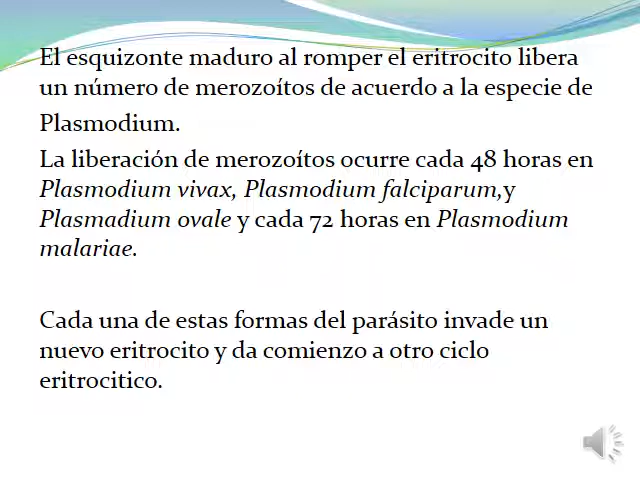 El esquizonte maduro al romper el eritrocito libera
un número de merozoítos de acuerdo a la especie de
Plasmodium.
La liberación de merozoítos ocurre cada 48 horas en
Plasmodium vivax, Plasmodium falciparum,y
Plasmadium ovale y cada 72 horas en Plasmodium
malariae.
Cada una de estas formas del parásito invade un
nuevo eritrocito y da comienzo a otro ciclo
eritrocitico.